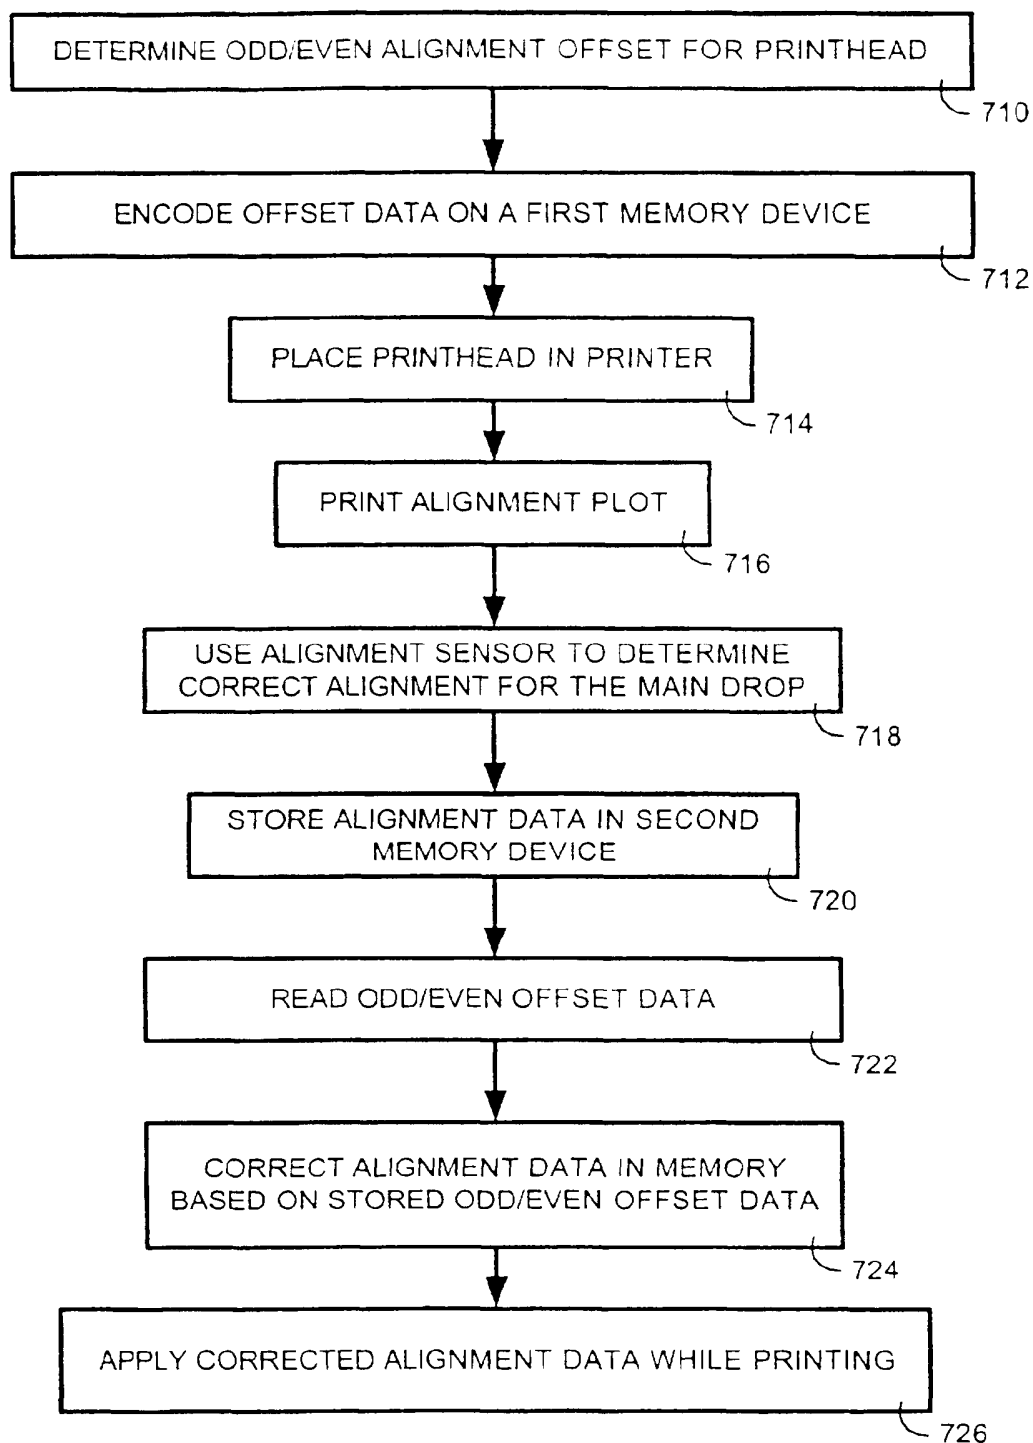 DETERMINE ODD/EVEN ALIGNMENT OFFSET FOR PRINTHEAD
710
ENCODE OFFSET DATA ON A FIRST MEMORY DEVICE
712
PLACE PRINTHEAD IN PRINTER
714
PRINT ALIGNMENT PLOT
716
USE ALIGNMENT SENSOR TO DETERMINE
CORRECT ALIGNMENT FOR THE MAIN DROP
718
STORE ALIGNMENT DATA IN SECOND
MEMORY DEVICE
720
READ ODD/EVEN OFFSET DATA
722
CORRECT ALIGNMENT DATA IN MEMORY
BASED ON STORED ODD/EVEN OFFSET DATA
724
APPLY CORRECTED ALIGNMENT DATA WHILE PRINTING
726